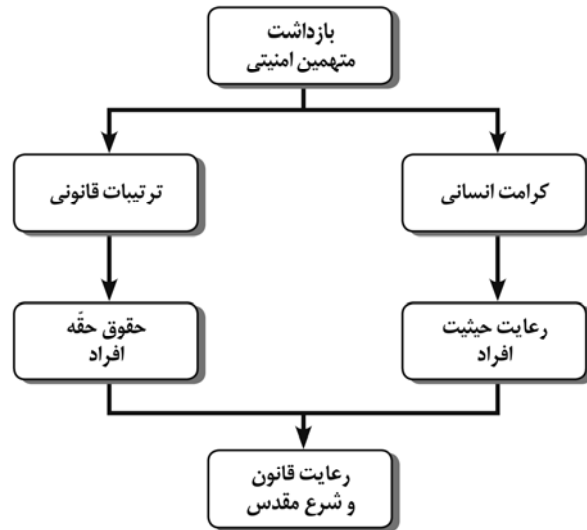 بازداشت
متهمین امنیتی
کرامت انسانی
ترتیبات قانونی
رعایت حیثیت
افراد
حقوق حقّه
افراد
رعایت قانون
و شرع مقدس